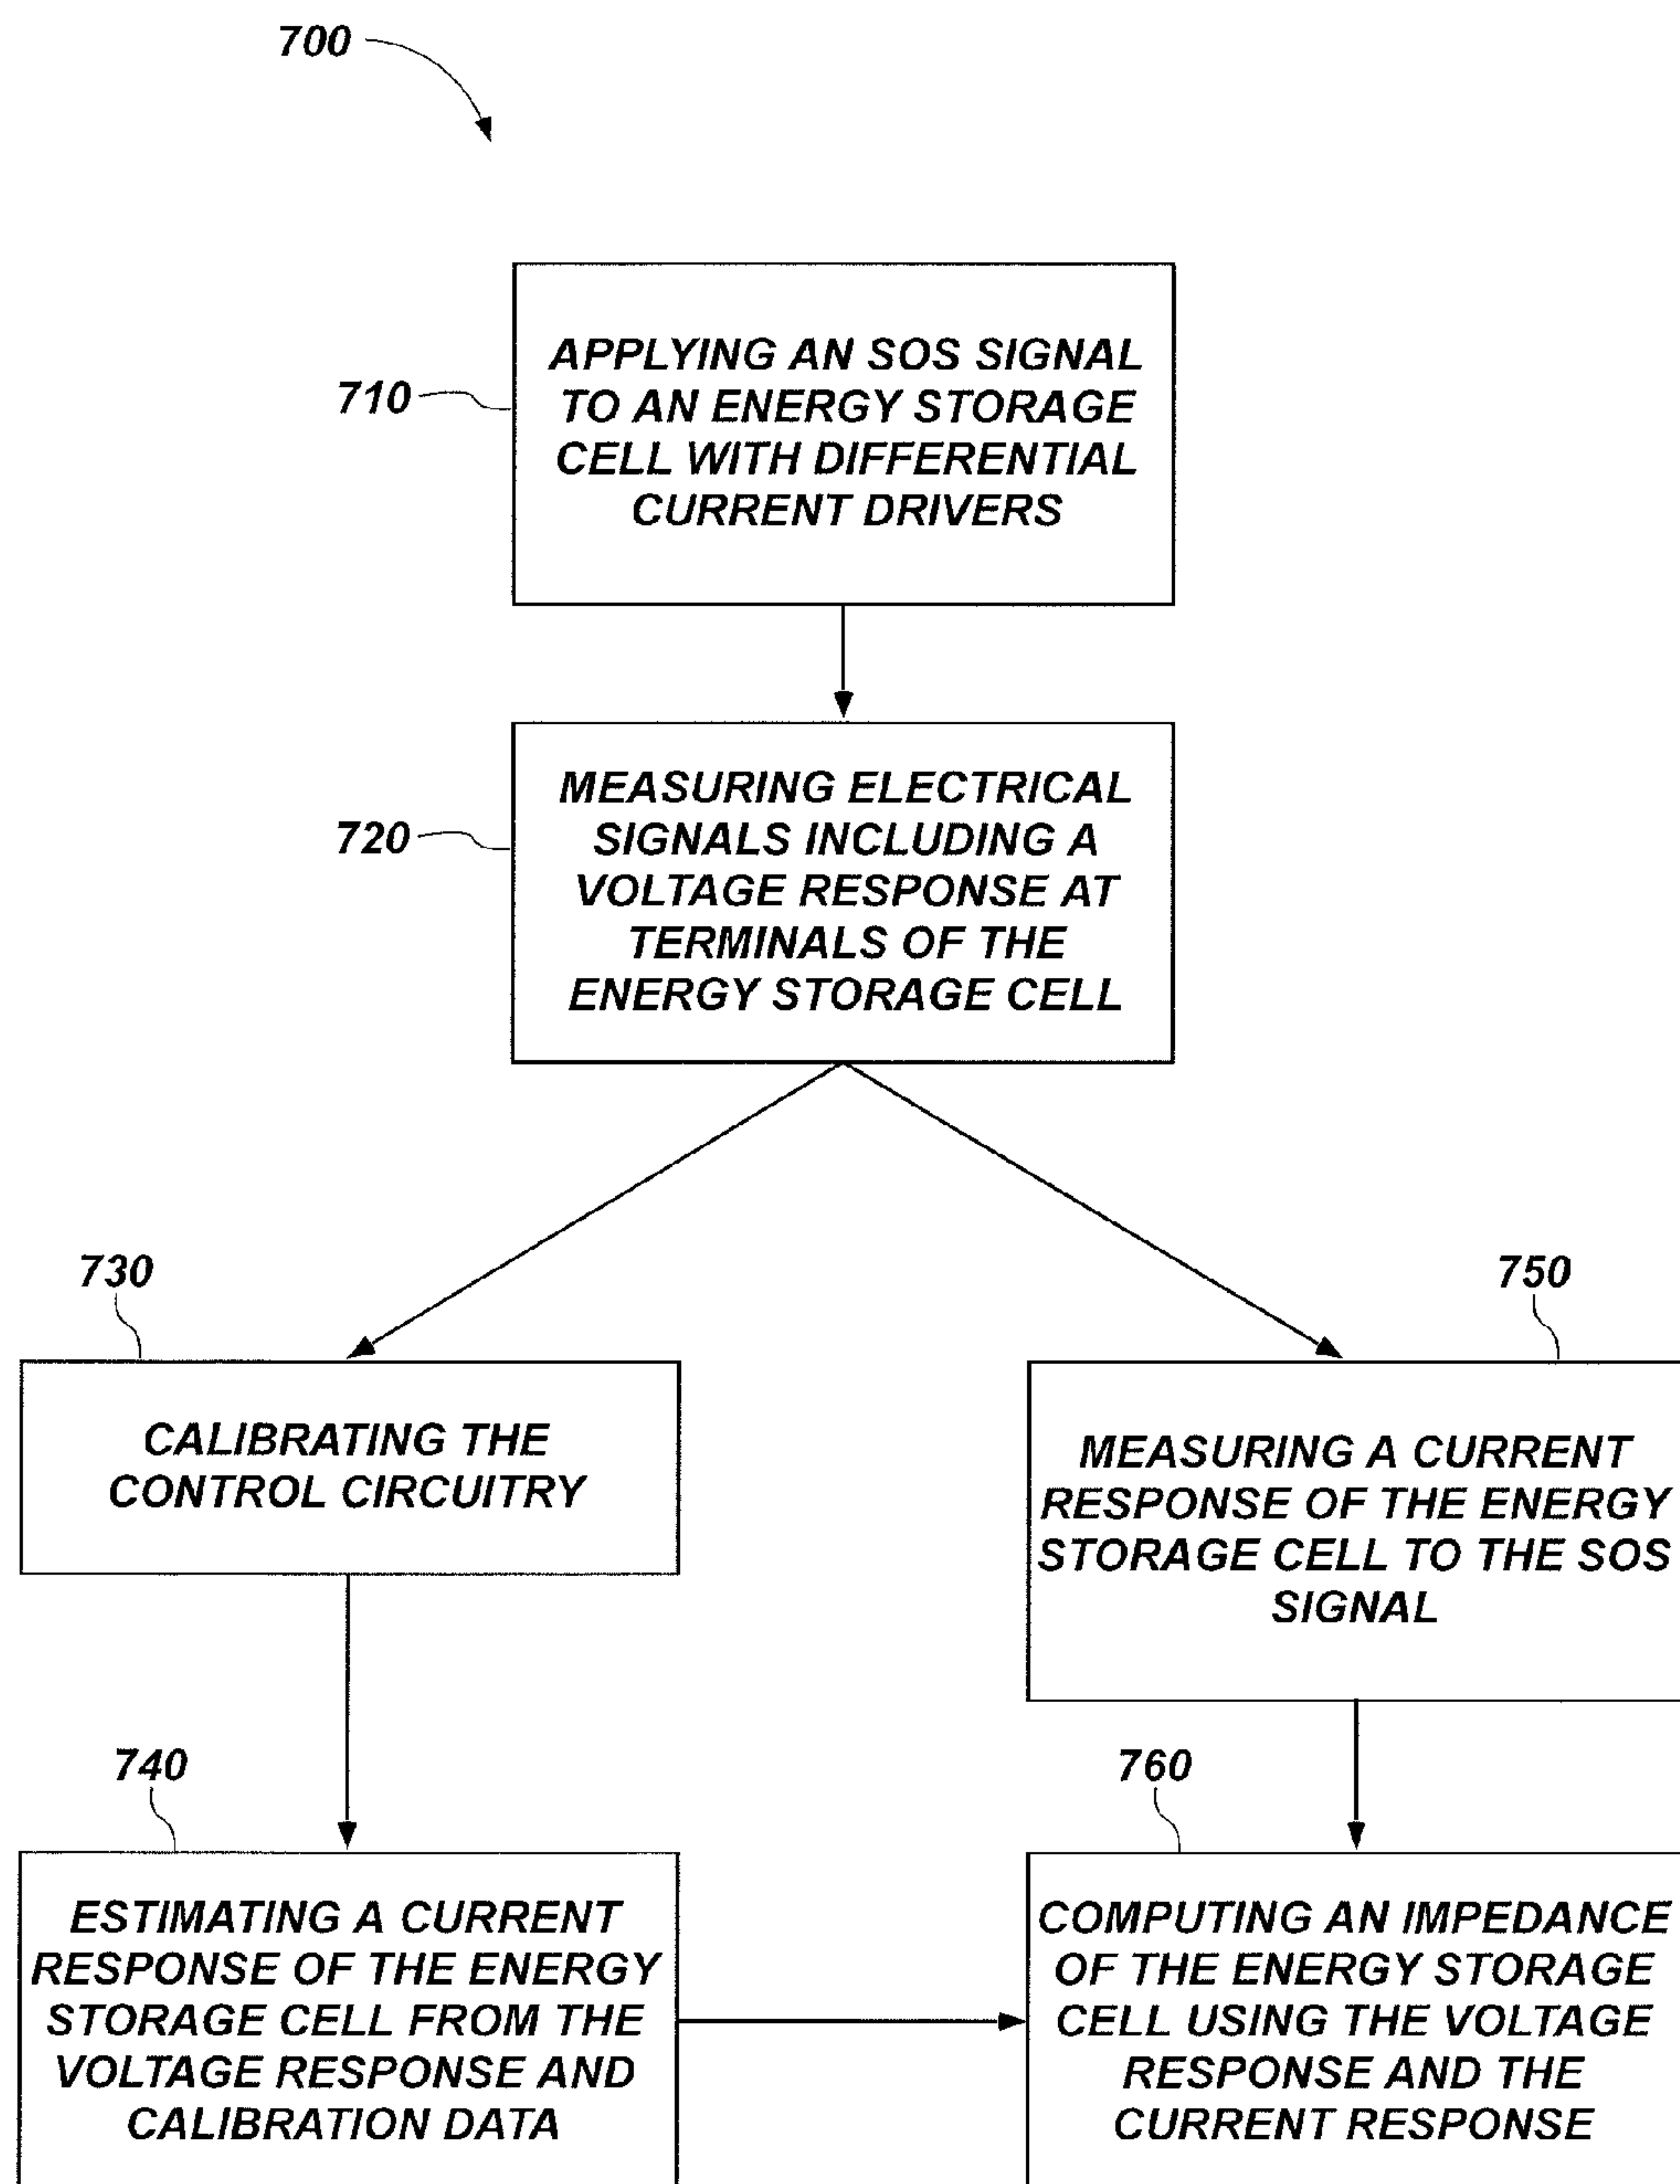 700
710
APPLYING AN SOS SIGNAL
TO AN ENERGY STORAGE
CELL WITH DIFFERENTIAL
CURRENT DRIVERS
720
MEASURING ELECTRICAL
SIGNALS INCLUDING A
VOLTAGE RESPONSE AT
TERMINALS OF THE
ENERGY STORAGE CELL
730
CALIBRATING THE
CONTROL CIRCUITRY
750
MEASURING A CURRENT
RESPONSE OF THE ENERGY
STORAGE CELL TO THE SOS
SIGNAL
740
ESTIMATING A CURRENT
RESPONSE OF THE ENERGY
STORAGE CELL FROM THE
VOLTAGE RESPONSE AND
CALIBRATION DATA
760
COMPUTING AN IMPEDANCE
OF THE ENERGY STORAGE
CELL USING THE VOLTAGE
RESPONSE AND THE
CURRENT RESPONSE